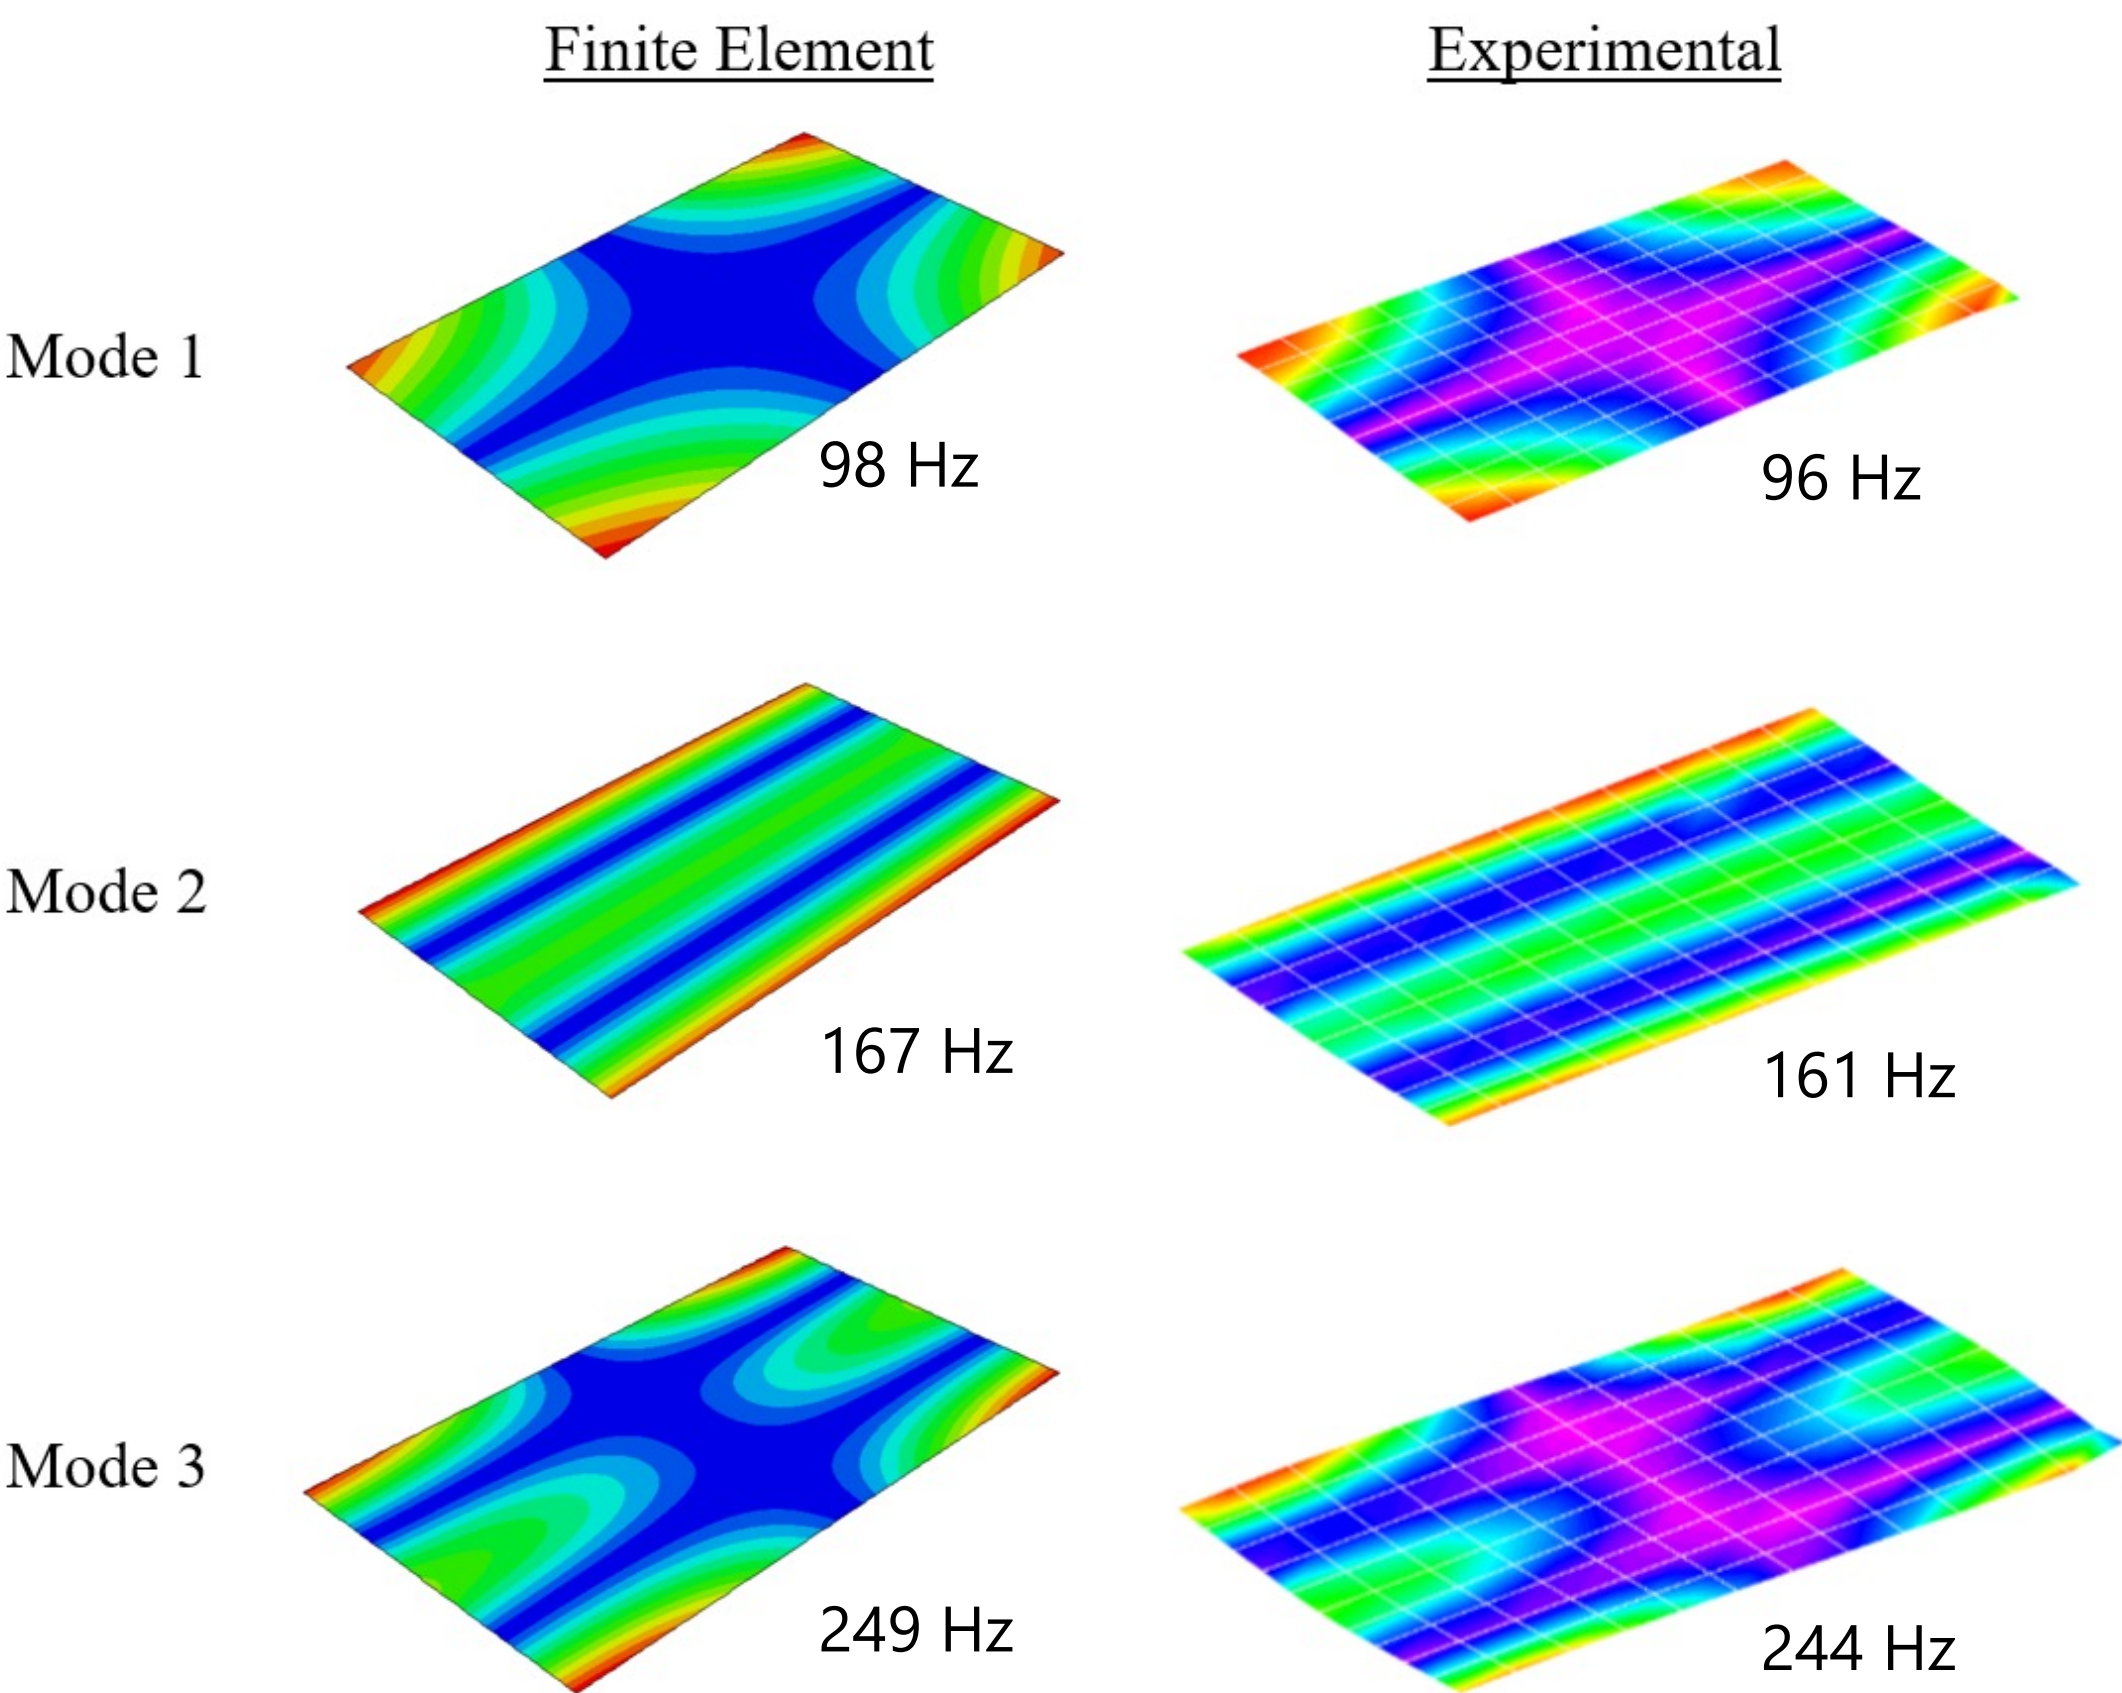 Finite Element
Experimental
Mode 1
98 Hz
96 Hz
Mode 2
167 Hz
161 Hz
Mode 3
249 Hz
244 Hz